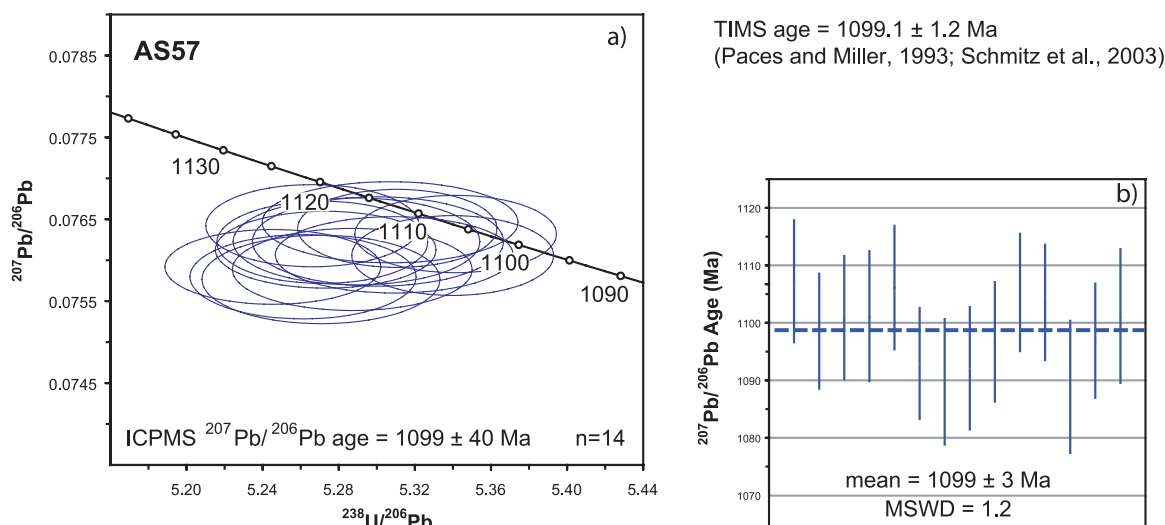 AS57
a)
0.0785
0.0775
0.0765
0.0755
0.0745
207Pb/206Pb
1130
1120
1110
1100
1090
ICPMS 207Pb/ 206Pb age = 1099 ± 40 Ma n=14
5.20 5.24 5.28 5.32 5.36 5.40 5.44
238U/206Pb
TIMS age = 1099.1 ± 1.2 Ma
(Paces and Miller, 1993; Schmitz et al., 2003)
b)
1120
1110
1100
1090
1080
1070
207Pb/206Pb Age (Ma)
mean = 1099 ± 3 Ma
MSWD = 1.2